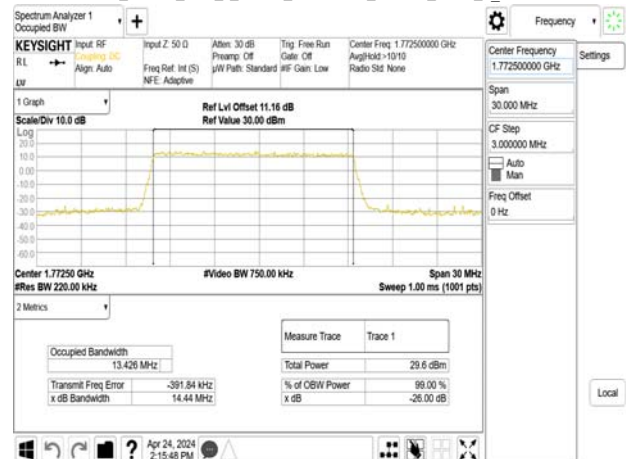 Spectrum Analyzer 1
Occupied BW
Frequency
KEYSIGHT
RL
Input: RF
Coupling: DC
Align: Auto
Input Z: 50 Ω
Freq Ref: Int (S)
NFE: Adaptive
Atten: 30 dB
Preamp: Off
µW Path: Standard
Trig: Free Run
Gate: Off
#IF Gain: Low
Center Freq: 1.772500000 GHz
Avg|Hold:>10/10
Radio Std: None
LU
1 Graph
Scale/Div 10.0 dB
Ref Lvl Offset 11.16 dB
Ref Value 30.00 dBm
Log
20.0
10.0
0.00
-10.0
-20.0
-30.0
-40.0
-50.0
-60.0
Center 1.77250 GHz
#Res BW 220.00 kHz
#Video BW 750.00 kHz
Span 30 MHz
Sweep 1.00 ms (1001 pts)
2 Metrics
Measure Trace Trace 1
Occupied Bandwidth
13.426 MHz
Total Power 29.6 dBm
Transmit Freq Error -391.84 kHz
% of OBW Power 99.00 %
x dB Bandwidth 14.44 MHz
x dB -26.00 dB
Center Frequency
1.772500000 GHz
Settings
Span
30.000 MHz
CF Step
3.000000 MHz
Auto
Man
Freq Offset
0 Hz
Local
?
Apr 24, 2024
2:15:48 PM